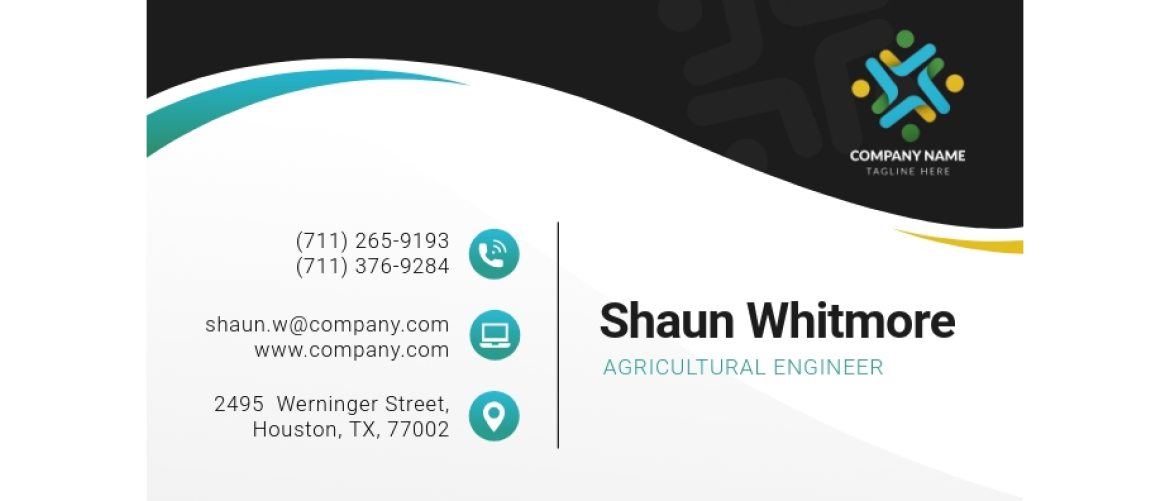 COMPANY NAME
TAGLINE HERE
(711) 265-9193
(711) 376-9284
shaun.w@company.com
www.company.com
2495  Werninger Street,
Houston, TX, 77002
Shaun Whitmore
AGRICULTURAL ENGINEER